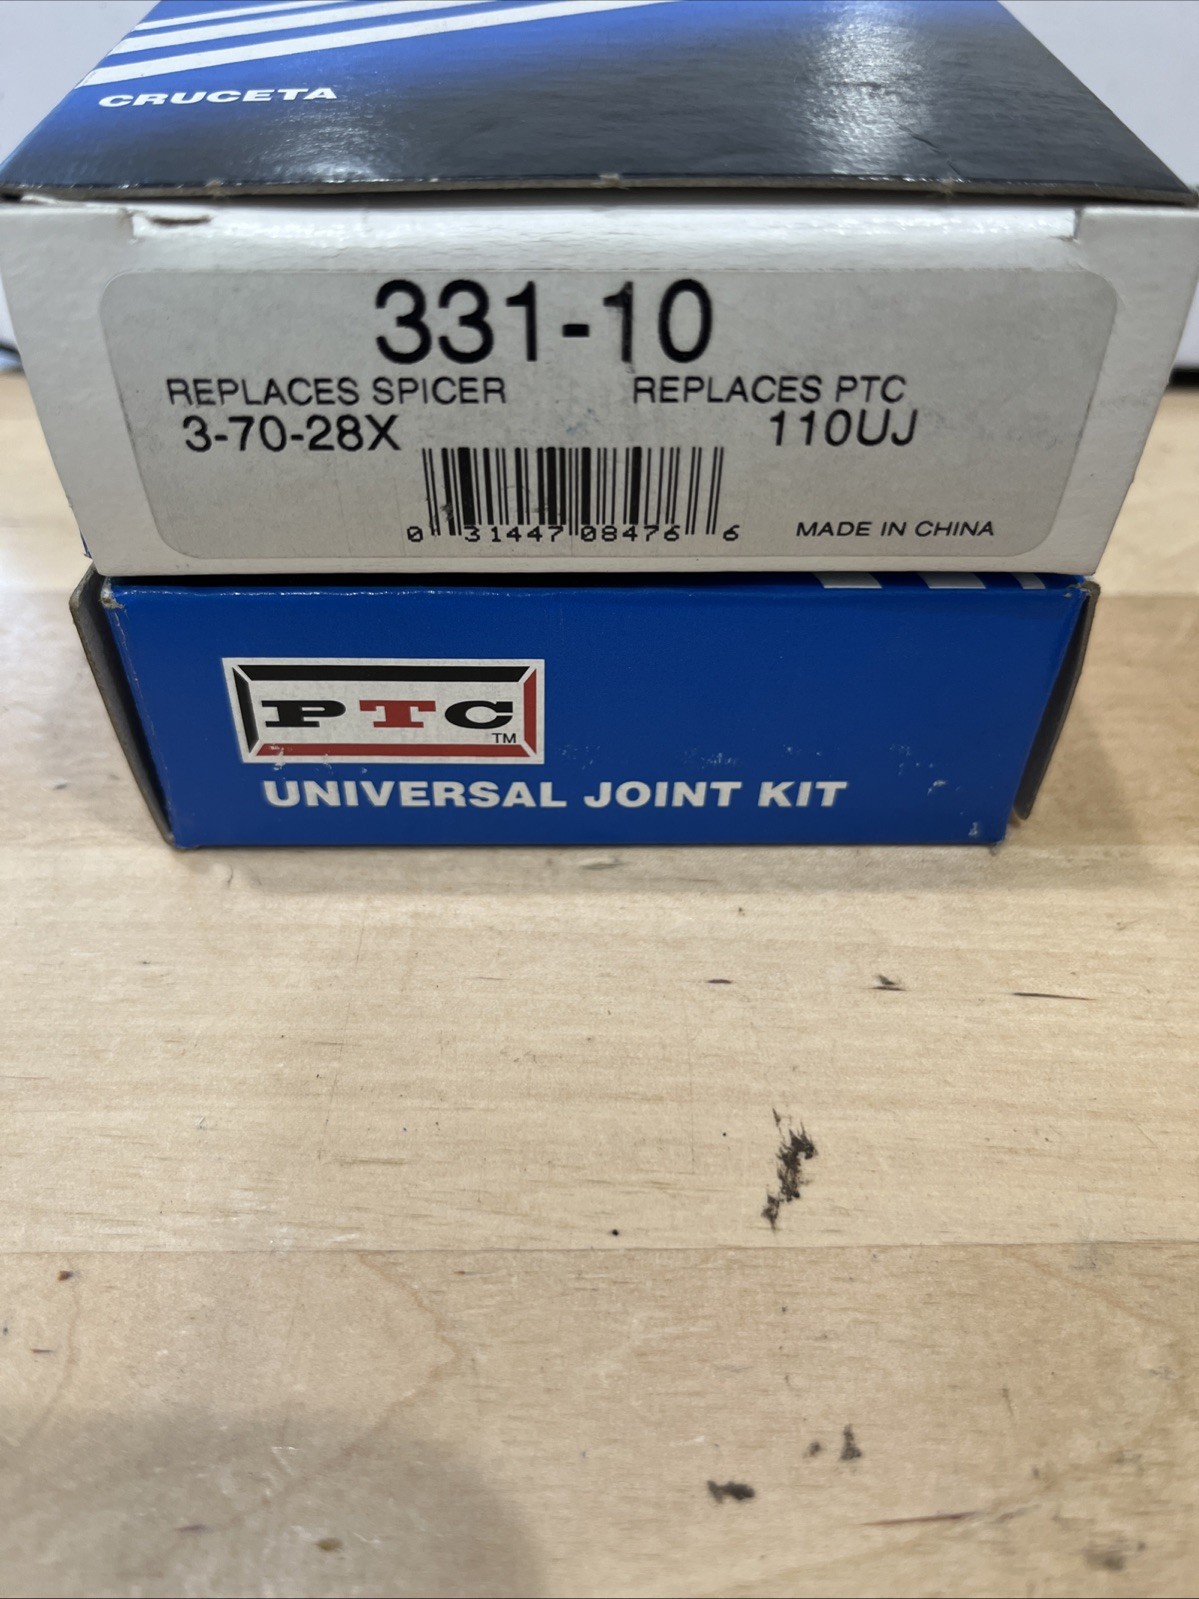 CRUCETA
331-10
REPLACES SPICER REPLACES PTC
3-70-28X 110UJ
0 31447 08476 6
MADE IN CHINA
PTC
TM
UNIVERSAL JOINT KIT